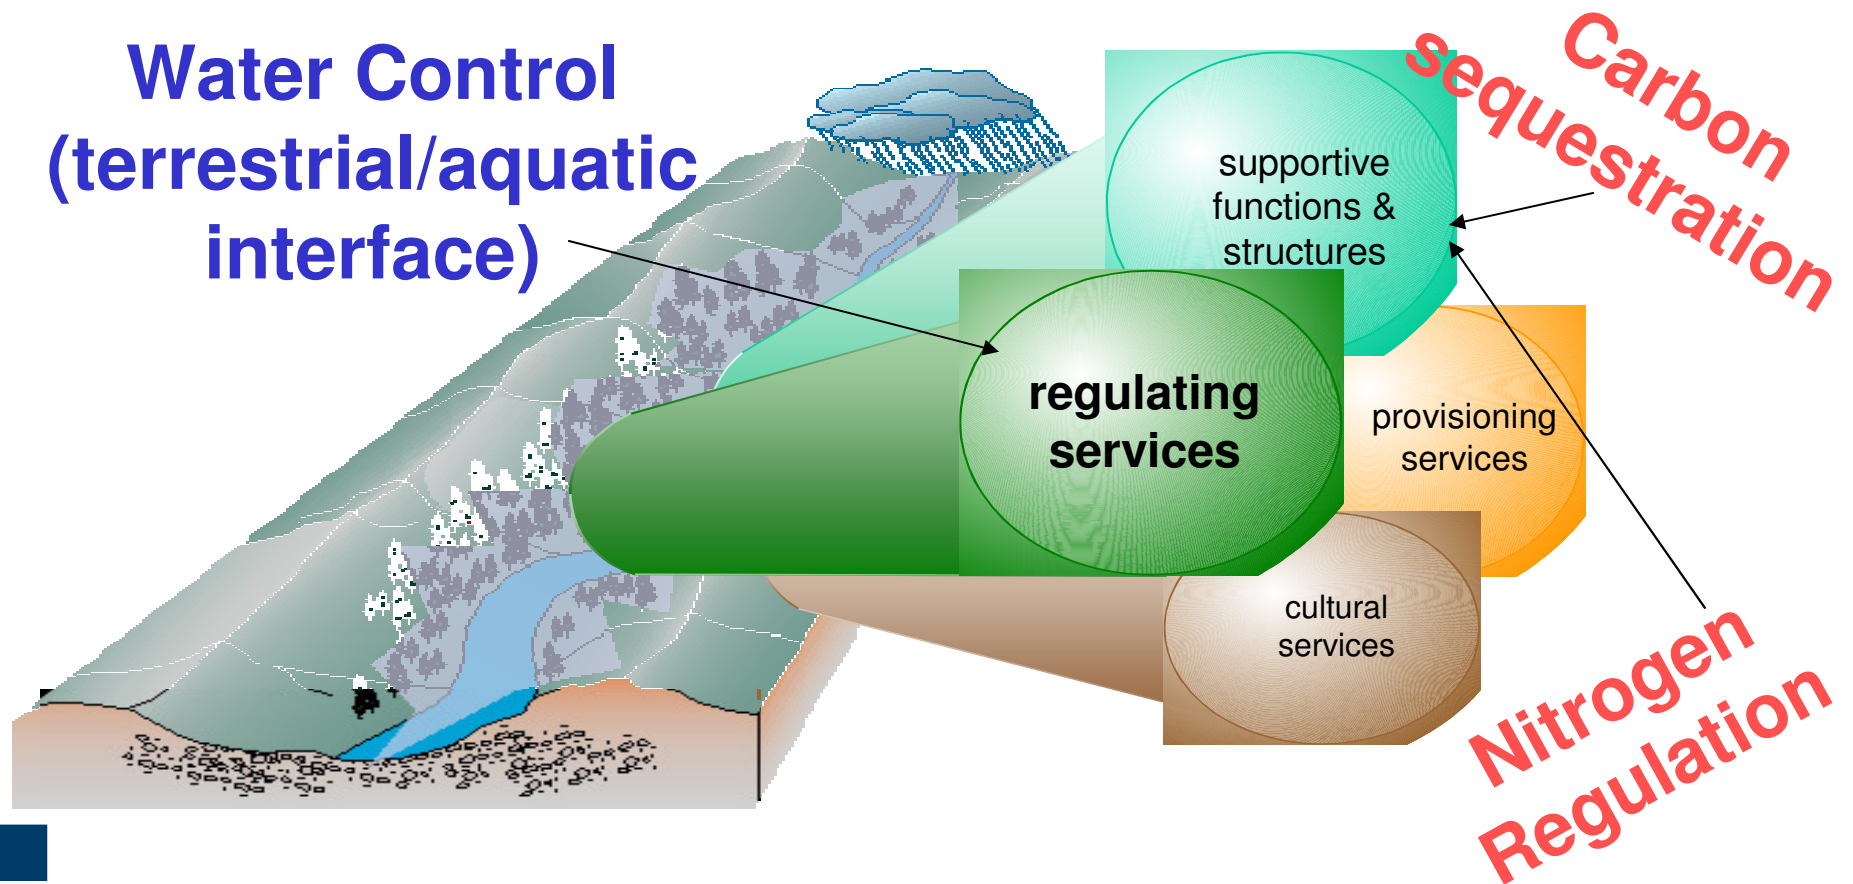 Water Control
(terrestrial/aquatic
interface)
Carbon
sequestration
supportive
functions &
structures
regulating
services
provisioning
services
cultural
services
Nitrogen
Regulation